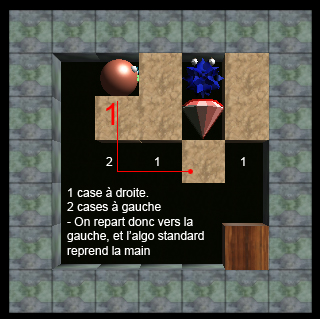 1
2 1 1
1 case à droite.
2 cases à gauche
- On repart donc vers la
gauche, et l'algo standard
reprend la main